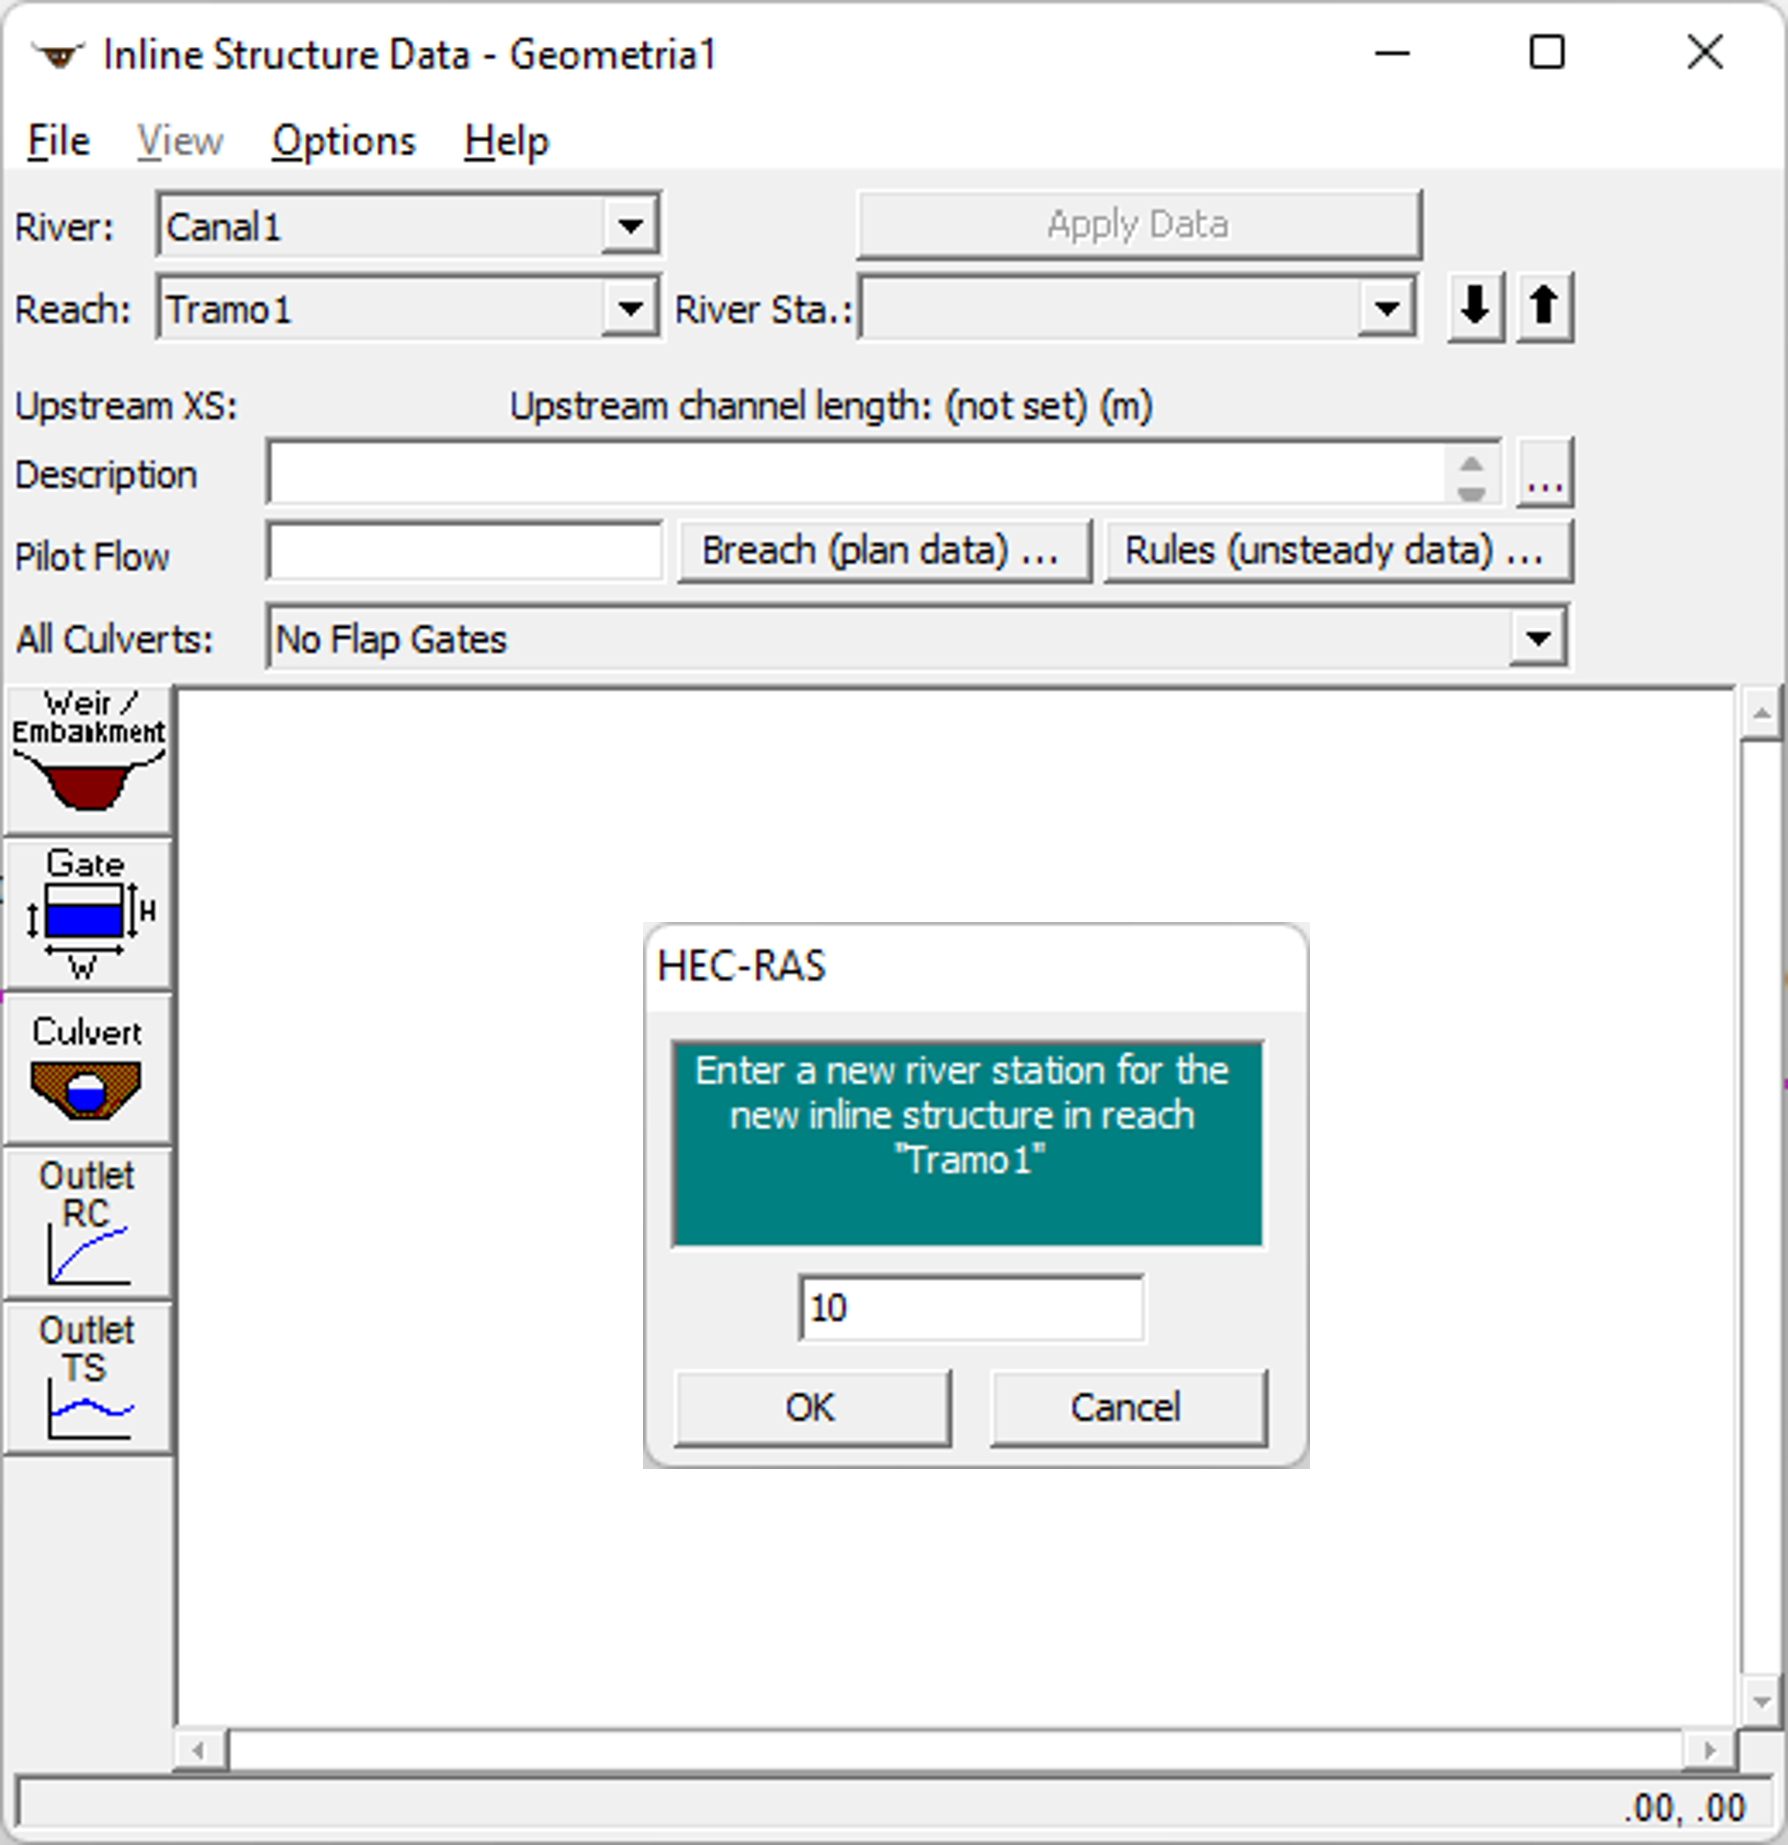 Inline Structure Data - Geometria1
File View Options Help
River: Canal1 Apply Data
Reach: Tramo1 River Sta.:
Upstream XS: Upstream channel length: (not set) (m)
Description ...
Pilot Flow Breach (plan data) ... Rules (unsteady data) ...
All Culverts: No Flap Gates
Weir /
Embankment
Gate
H
W
Culvert
Outlet
RC
Outlet
TS
HEC-RAS
Enter a new river station for the
new inline structure in reach
"Tramo1"
10
OK Cancel
.00, .00